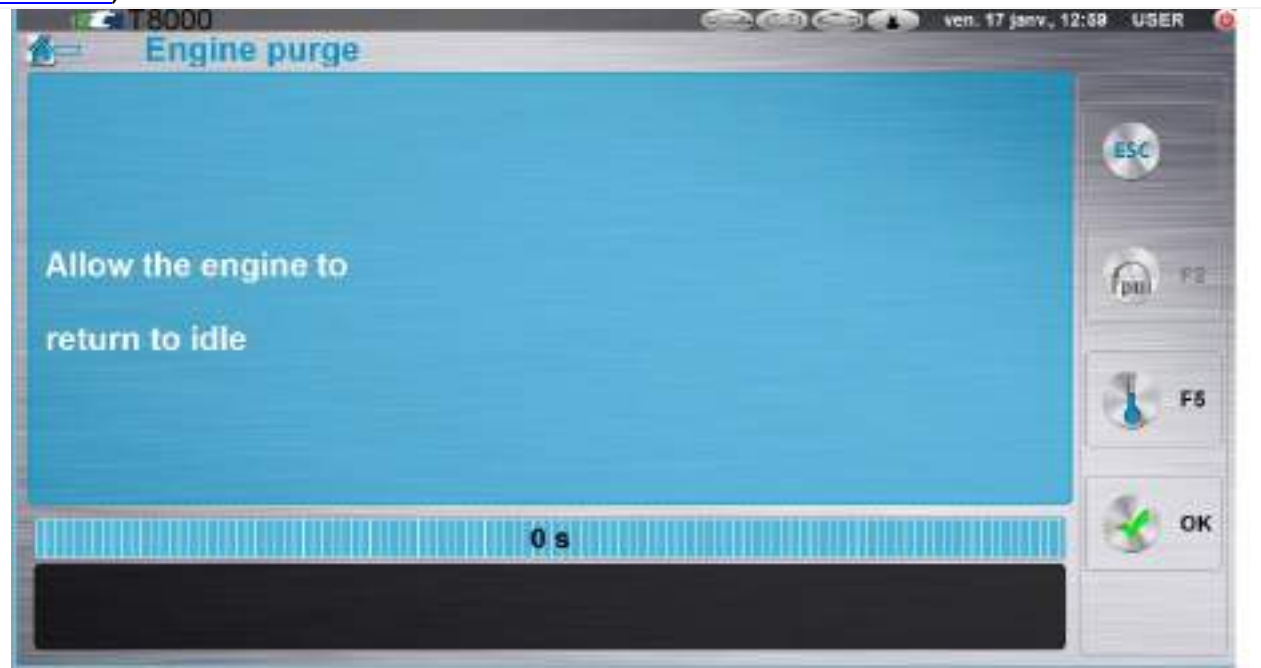 T8000
ven. 17 janv., 12:59 USER
Engine purge
ESC
Allow the engine to
F2
return to idle
F5
0 s
OK